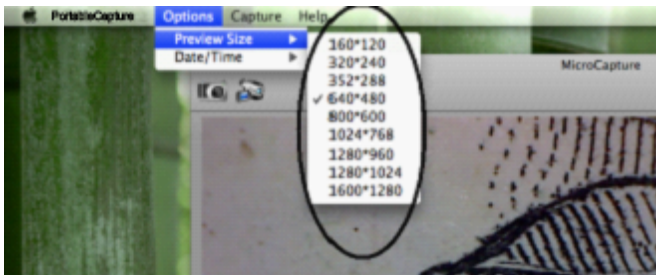 PortableCapture Options Capture Help
Preview Size
Date/Time
160*120
320*240
352*288
✓ 640*480
800*600
1024*768
1280*960
1280*1024
1600*1280
MicroCapture